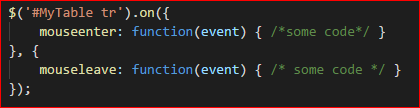 $('#MyTable tr').on({
    mouseenter: function(event) { /*some code*/ }
}, {
    mouseleave: function(event) { /* some code */ }
});